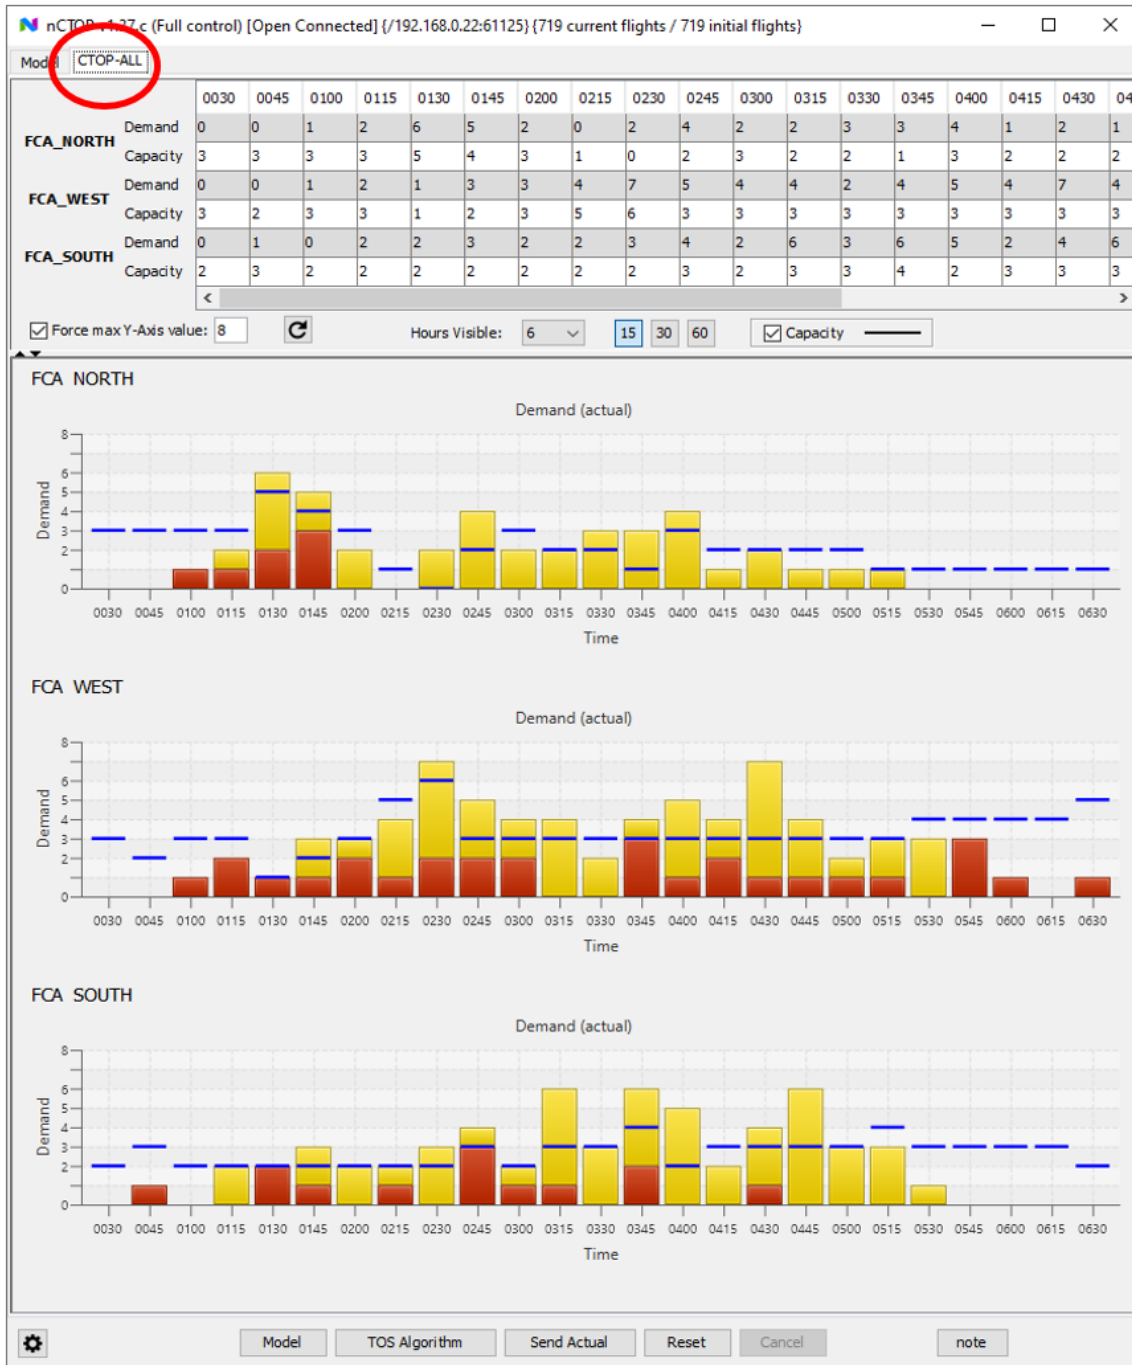 nCTOP v1.37.c (Full control) [Open Connected] {/192.168.0.22:61125} {719 current flights / 719 initial flights}
Model CTOP-ALL
0030 0045 0100 0115 0130 0145 0200 0215 0230 0245 0300 0315 0330 0345 0400 0415 0430 04
FCA_NORTH
Demand 0 0 1 2 6 5 2 0 2 4 2 2 3 3 4 1 2 1
Capacity 3 3 3 3 5 4 3 1 0 2 3 2 2 1 3 2 2 2
FCA_WEST
Demand 0 0 1 2 1 3 3 4 7 5 4 4 2 4 5 4 7 4
Capacity 3 2 3 3 1 2 3 5 6 3 3 3 3 3 3 3 3 3
FCA_SOUTH
Demand 0 1 0 2 2 3 2 2 3 4 2 6 3 6 5 2 4 6
Capacity 2 3 2 2 2 2 2 2 2 3 2 3 3 4 2 3 3 3
Force max Y-Axis value: 8 Hours Visible: 6 15 30 60 Capacity
FCA NORTH
Demand (actual)
8
6
5
4
3
2
0
Demand
0030 0045 0100 0115 0130 0145 0200 0215 0230 0245 0300 0315 0330 0345 0400 0415 0430 0445 0500 0515 0530 0545 0600 0615 0630
Time
FCA WEST
Demand (actual)
8
6
5
4
3
2
0
Demand
0030 0045 0100 0115 0130 0145 0200 0215 0230 0245 0300 0315 0330 0345 0400 0415 0430 0445 0500 0515 0530 0545 0600 0615 0630
Time
FCA SOUTH
Demand (actual)
8
6
5
4
3
2
0
Demand
0030 0045 0100 0115 0130 0145 0200 0215 0230 0245 0300 0315 0330 0345 0400 0415 0430 0445 0500 0515 0530 0545 0600 0615 0630
Time
Model TOS Algorithm Send Actual Reset Cancel note